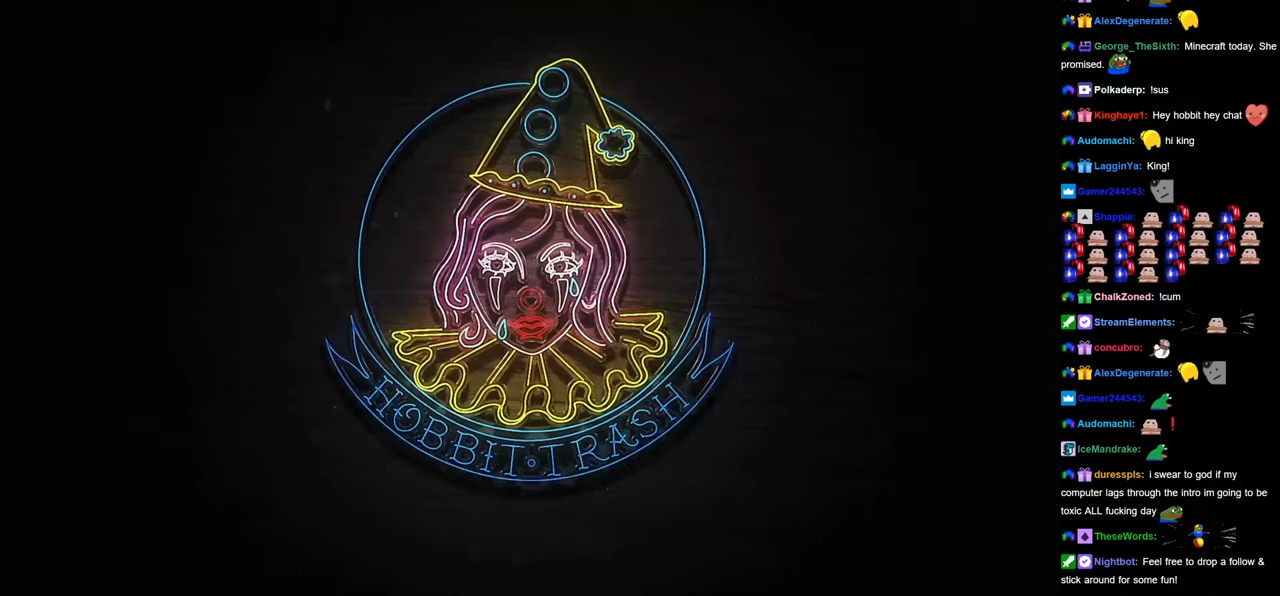 HOBBIT TRASH
AlexDegenerate:
George_TheSixth: Minecraft today. She
promised.
Polkaderp: !sus
Kinghaye1: Hey hobbit hey chat
Audomachi: hi king
LagginYa: King!
Gamer244543:
Shappie:
ChalkZoned: !cum
StreamElements:
concubro:
AlexDegenerate:
Gamer244543:
Audomachi:
IceMandrake:
duresspls: i swear to god if my
computer lags through the intro im going to be
toxic ALL fucking day
TheseWords:
Nightbot: Feel free to drop a follow &
stick around for some fun!